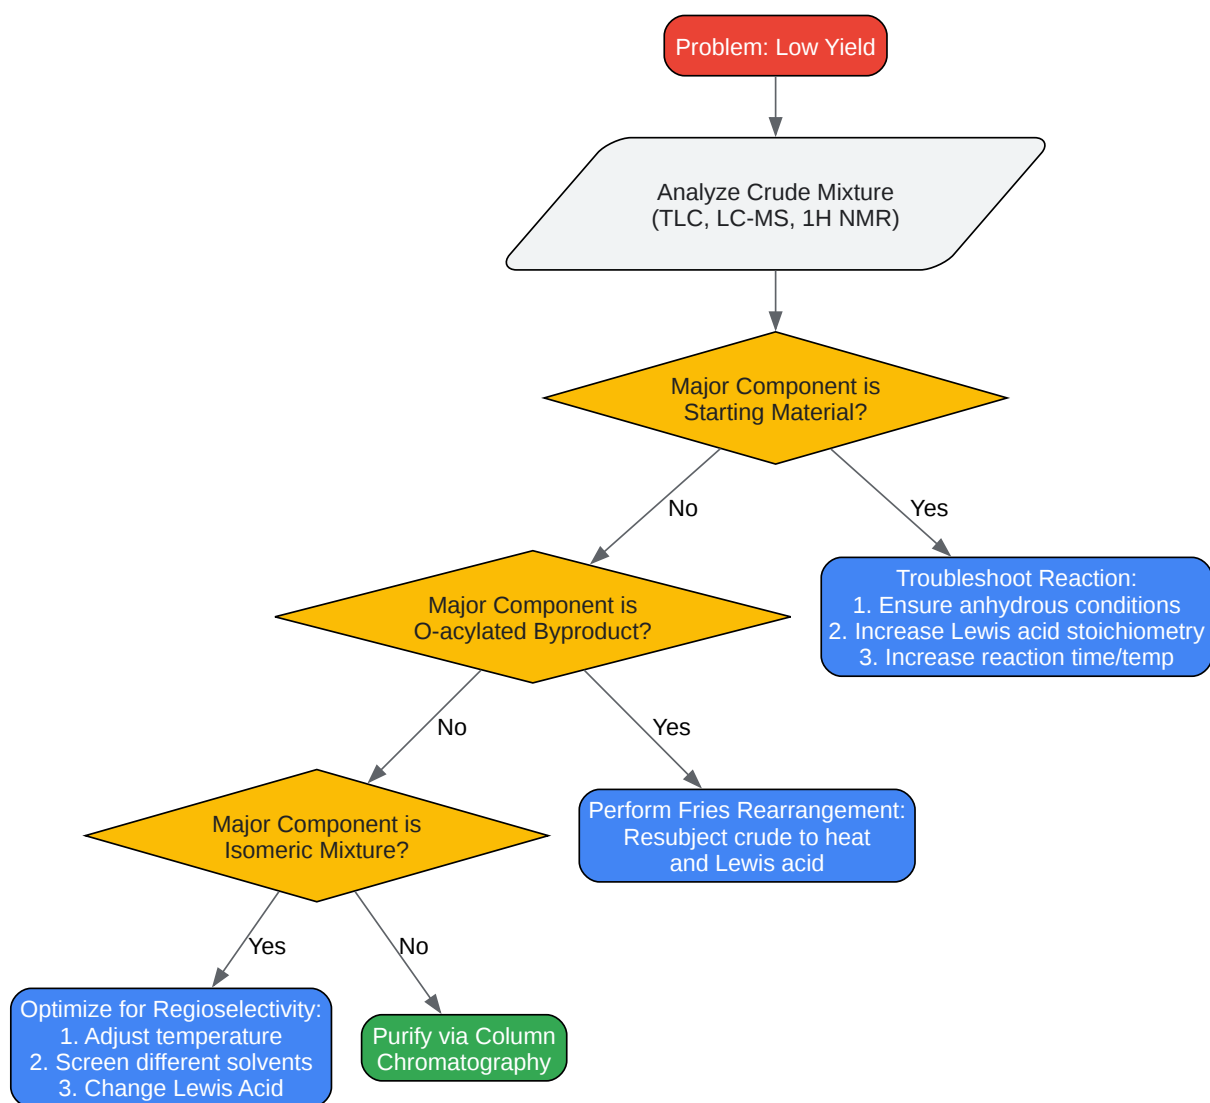 Problem: Low Yield
Analyze Crude Mixture
(TLC, LC-MS, 1H NMR)
Major Component is
Starting Material?
No
Yes
Major Component is
O-acylated Byproduct?
Troubleshoot Reaction:
1. Ensure anhydrous conditions
2. Increase Lewis acid stoichiometry
3. Increase reaction time/temp
No
Yes
Major Component is
Isomeric Mixture?
Perform Fries Rearrangement:
Resubject crude to heat
and Lewis acid
Yes
No
Optimize for Regioselectivity:
1. Adjust temperature
2. Screen different solvents
3. Change Lewis Acid
Purify via Column
Chromatography